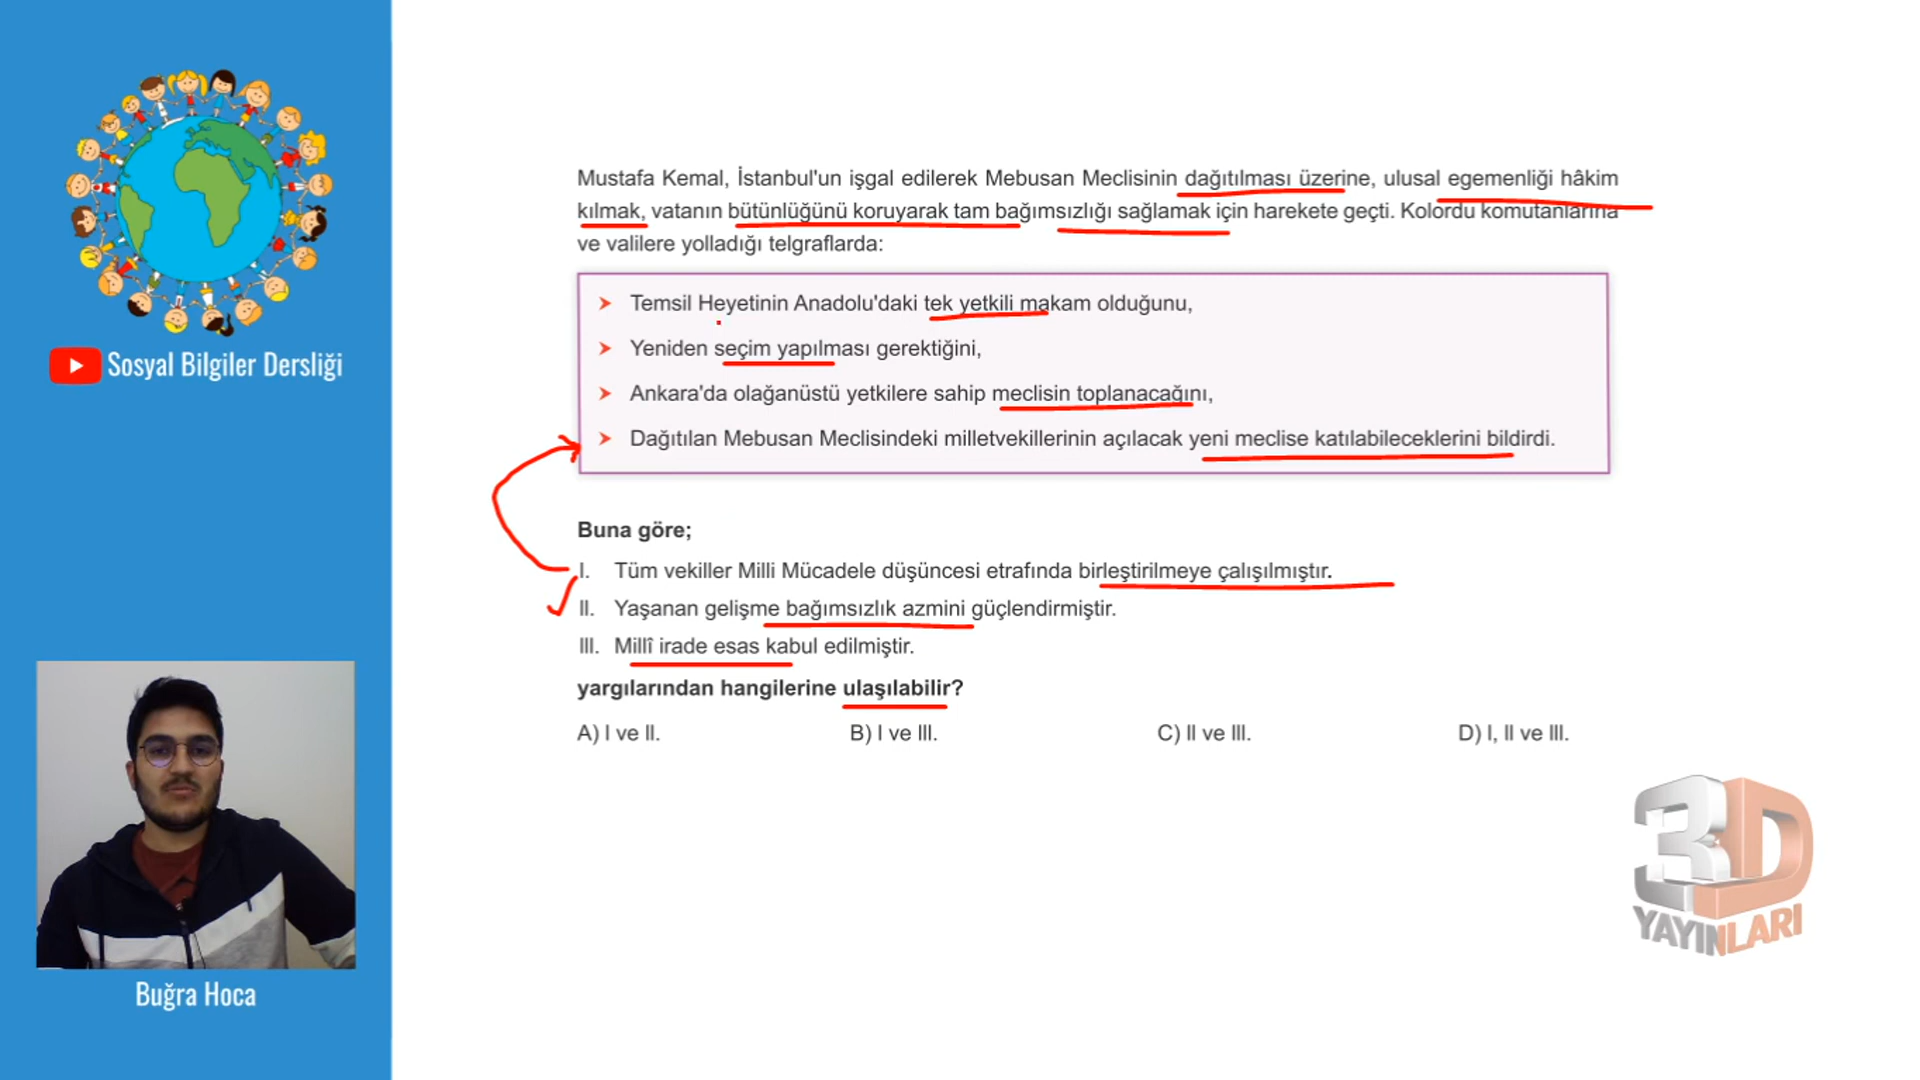 Sosyal Bilgiler Dersliği
Buğra Hoca
Mustafa Kemal, İstanbul'un işgal edilerek Mebusan Meclisinin dağıtılması üzerine, ulusal egemenliği hâkim
kılmak, vatanın bütünlüğünü koruyarak tam bağımsızlığı sağlamak için harekete geçti. Kolordu komutanlarına
ve valilere yolladığı telgraflarda:
Temsil Heyetinin Anadolu'daki tek yetkili makam olduğunu,
Yeniden seçim yapılması gerektiğini,
Ankara'da olağanüstü yetkilere sahip meclisin toplanacağını,
Dağıtılan Mebusan Meclisindeki milletvekillerinin açılacak yeni meclise katılabileceklerini bildirdi.
Buna göre;
I. Tüm vekiller Milli Mücadele düşüncesi etrafında birleştirilmeye çalışılmıştır.
II. Yaşanan gelişme bağımsızlık azmini güçlendirmiştir.
III. Millî irade esas kabul edilmiştir.
yargılarından hangilerine ulaşılabilir?
A) I ve II. B) I ve III. C) II ve III. D) I, II ve III.
3D
YAYINLARI